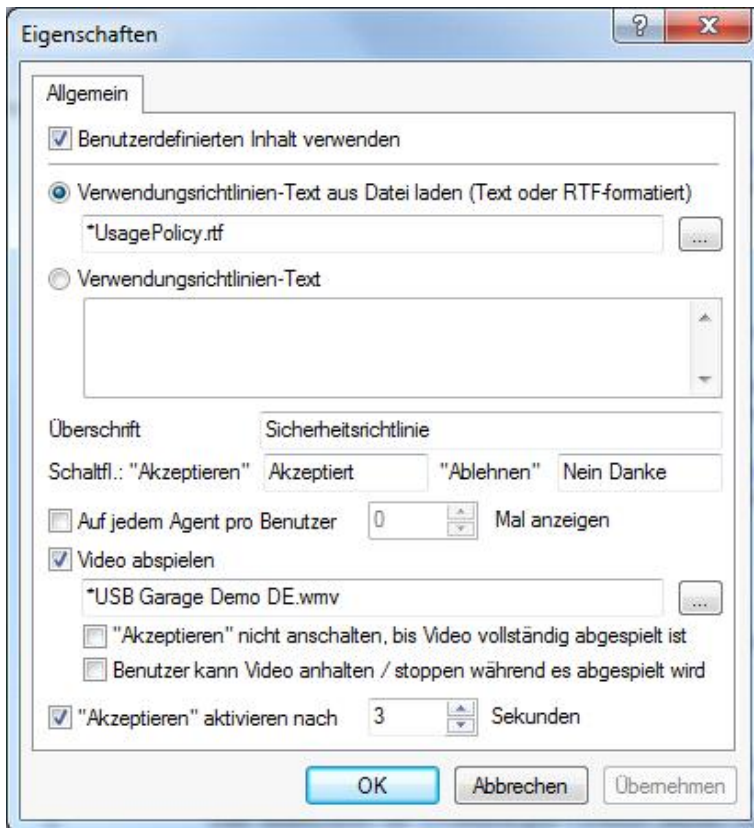 Eigenschaften
Allgemein
Benutzerdefinierten Inhalt verwenden
Verwendungsrichtlinien-Text aus Datei laden (Text oder RTF-formatiert)
*UsagePolicy.rtf ...
Verwendungsrichtlinien-Text
Überschrift Sicherheitsrichtlinie
Schaltfl.: "Akzeptieren" Akzeptiert "Ablehnen" Nein Danke
Auf jedem Agent pro Benutzer 0 Mal anzeigen
Video abspielen
*USB Garage Demo DE.wmv ...
"Akzeptieren" nicht anschalten, bis Video vollständig abgespielt ist
Benutzer kann Video anhalten / stoppen während es abgespielt wird
"Akzeptieren" aktivieren nach 3 Sekunden
OK Abbrechen Übernehmen